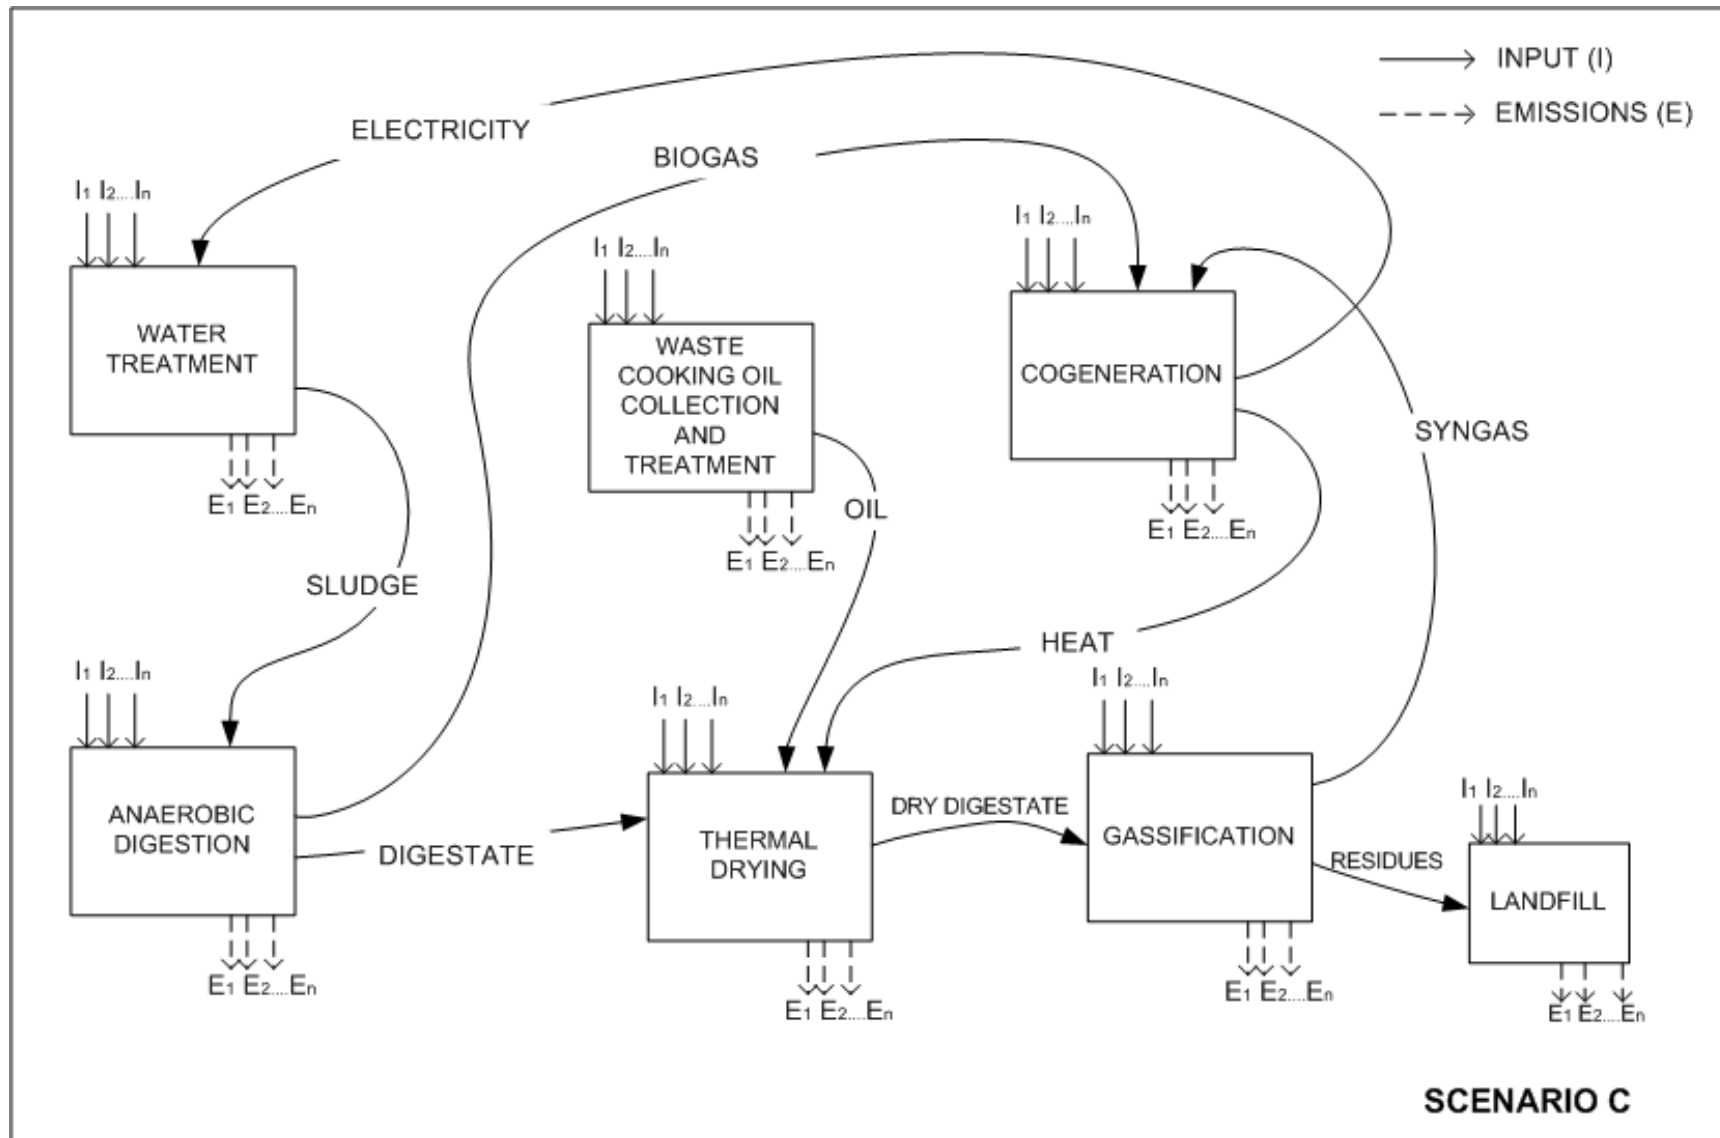 INPUT (I)
EMISSIONS (E)
ELECTRICITY
BIOGAS
I1 I2....In
WATER
TREATMENT
E1 E2....En
I1 I2....In
WASTE
COOKING OIL
COLLECTION
AND
TREATMENT
E1 E2....En
OIL
I1 I2....In
COGENERATION
E1 E2....En
SYNGAS
SLUDGE
HEAT
I1 I2....In
ANAEROBIC
DIGESTION
E1 E2....En
DIGESTATE
I1 I2....In
THERMAL
DRYING
E1 E2....En
DRY DIGESTATE
I1 I2....In
GASSIFICATION
E1 E2....En
RESIDUES
I1 I2....In
LANDFILL
E1 E2....En
SCENARIO C